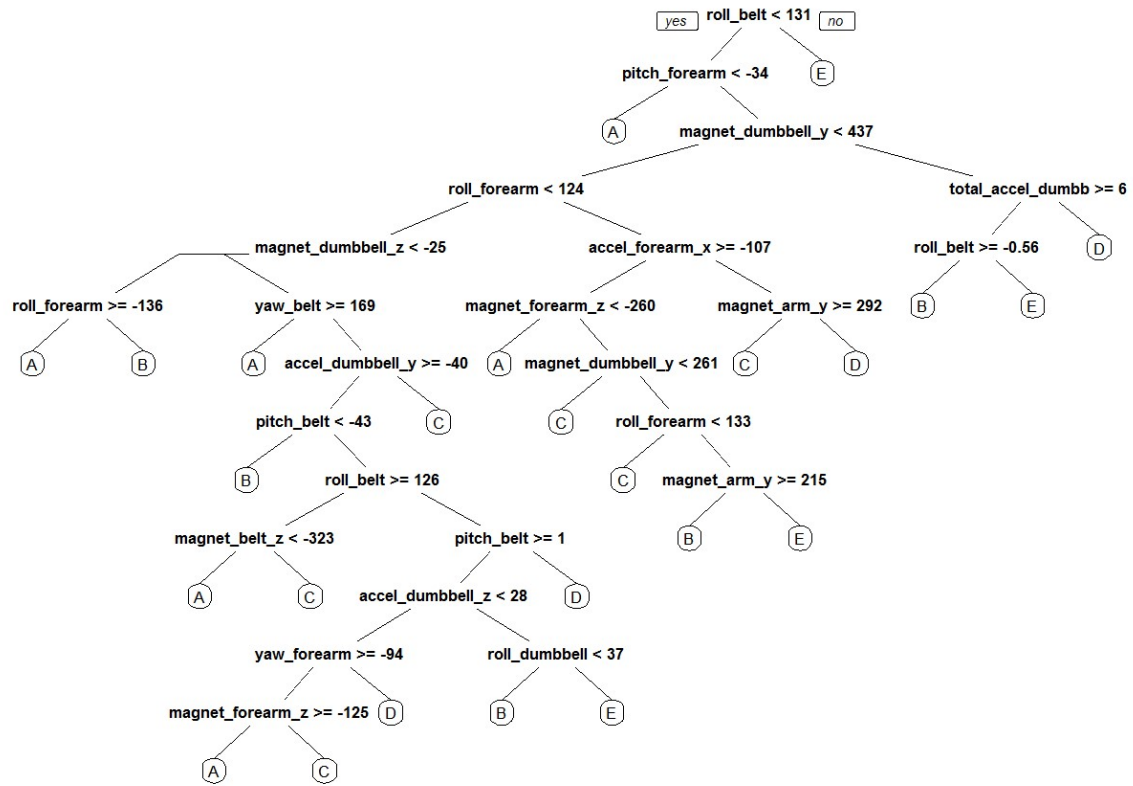 yes roll_belt < 131 no
pitch_forearm < -34 E
A magnet_dumbbell_y < 437
roll_forearm < 124 total_accel_dumbb >= 6
magnet_dumbbell_z < -25 accel_forearm_x >= -107 roll_belt >= -0.56 D
roll_forearm >= -136 yaw_belt >= 169 magnet_forearm_z < -260 magnet_arm_y >= 292 B E
A B A accel_dumbbell_y >= -40 A magnet_dumbbell_y < 261 C D
pitch_belt < -43 C C roll_forearm < 133
B roll_belt >= 126 C magnet_arm_y >= 215
magnet_belt_z < -323 pitch_belt >= 1 B E
A C accel_dumbbell_z < 28 D
yaw_forearm >= -94 roll_dumbbell < 37
magnet_forearm_z >= -125 D B E
A C